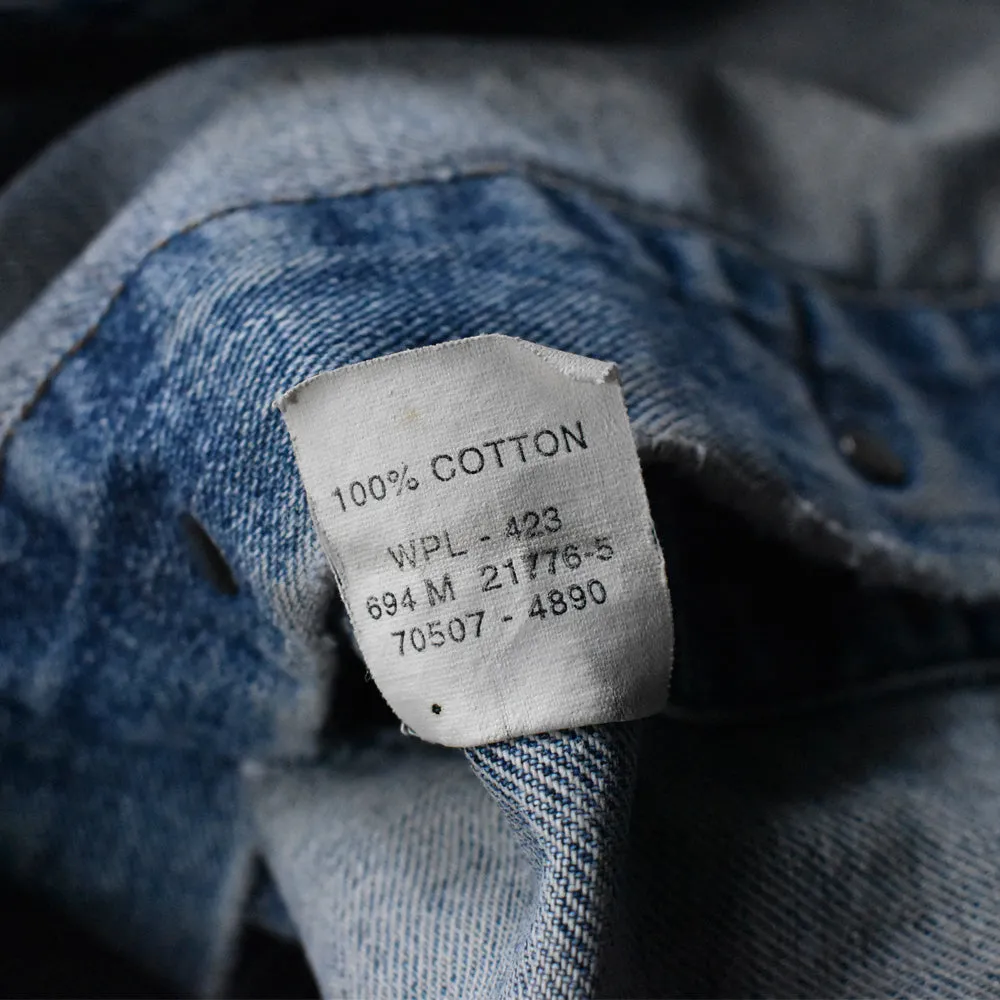 100% COTTON
WPL - 423
694 M 21776-5
70507 - 4890